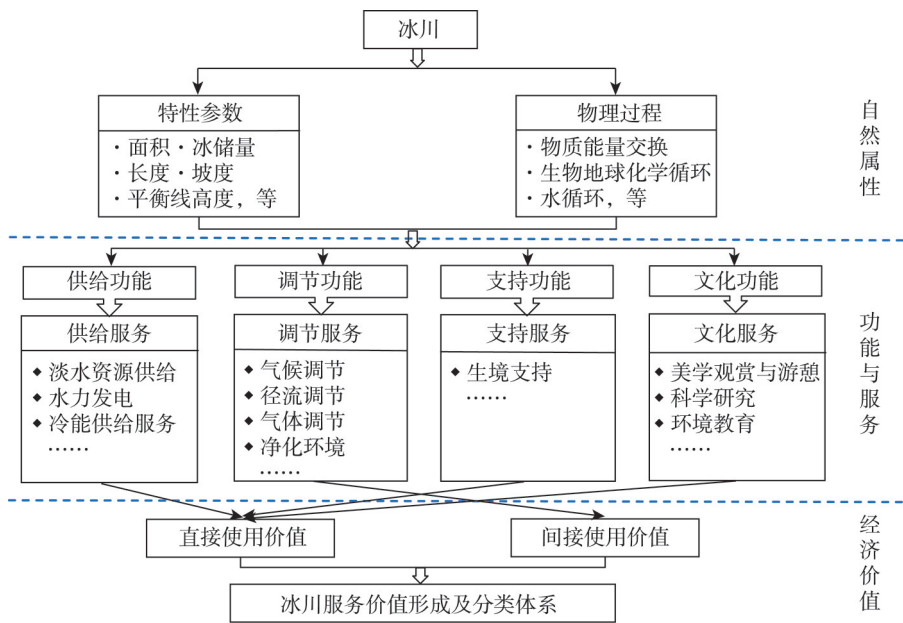 冰川
特性参数
·面积·冰储量
·长度·坡度
·平衡线高度，等
物理过程
·物质能量交换
·生物地球化学循环
·水循环，等
自然属性
供给功能
调节功能
支持功能
文化功能
供给服务
◆淡水资源供给
◆水力发电
◆冷能供给服务
……
调节服务
◆气候调节
◆径流调节
◆气体调节
◆净化环境
……
支持服务
◆生境支持
……
文化服务
◆美学观赏与游憩
◆科学研究
◆环境教育
……
功能与服务
直接使用价值
间接使用价值
经济价值
冰川服务价值形成及分类体系